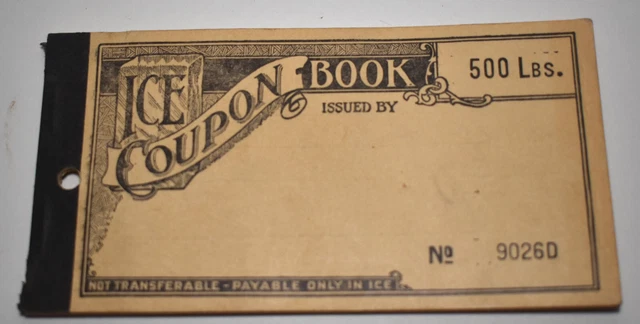 ICE
COUPON
BOOK
500 LBS.
ISSUED BY
No 9026D
NOT TRANSFERABLE - PAYABLE ONLY IN ICE